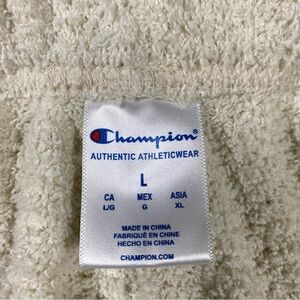 Champion
AUTHENTIC ATHLETICWEAR
L
CA MEX ASIA
L/G G XL
MADE IN CHINA
FABRIQUÉ EN CHINE
HECHO EN CHINA
CHAMPION.COM